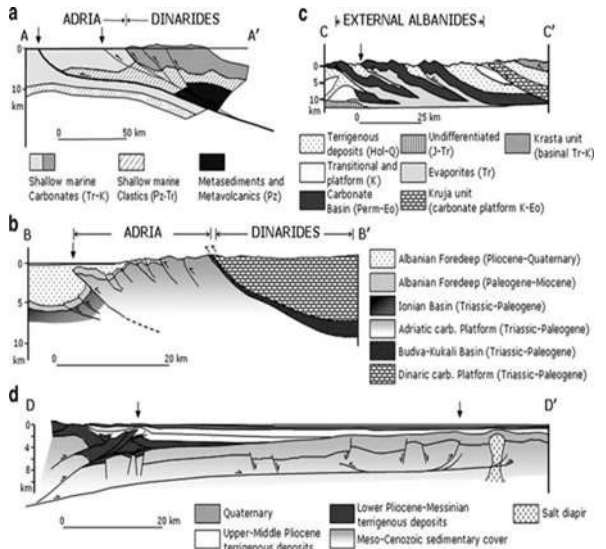 a
ADRIA DINARIDES
A A'
0
10
km
0 50 km
Shallow marine
Carbonates (Tr-K)
Shallow marine
Clastics (Pz-Tr)
Metasediments and
Metavolcanics (Pz)
c
EXTERNAL ALBANIDES
C C'
0
5
10
km
0 25 km
Terrigenous
deposits (Hol-Q)
Undifferentiated
(J-Tr)
Krasta unit
(basinal Tr-K)
Transitional and
platform (K)
Evaporites (Tr)
Carbonate
Basin (Perm-Eo)
Kruja unit
(carbonate platform K-Eo)
b
ADRIA DINARIDES
B B'
0
5
10
km
0 20 km
Albanian Foredeep (Pliocene-Quaternary)
Albanian Foredeep (Paleogene-Miocene)
Ionian Basin (Triassic-Paleogene)
Adriatic carb. Platform (Triassic-Paleogene)
Budva-Kukali Basin (Triassic-Paleogene)
Dinaric carb. Platform (Triassic-Paleogene)
d
D D'
0
4
8
km
0 20 km
Quaternary
Upper-Middle Pliocene
terrigenous deposits
Lower Pliocene-Messinian
terrigenous deposits
Meso-Cenozoic sedimentary cover
Salt diapir